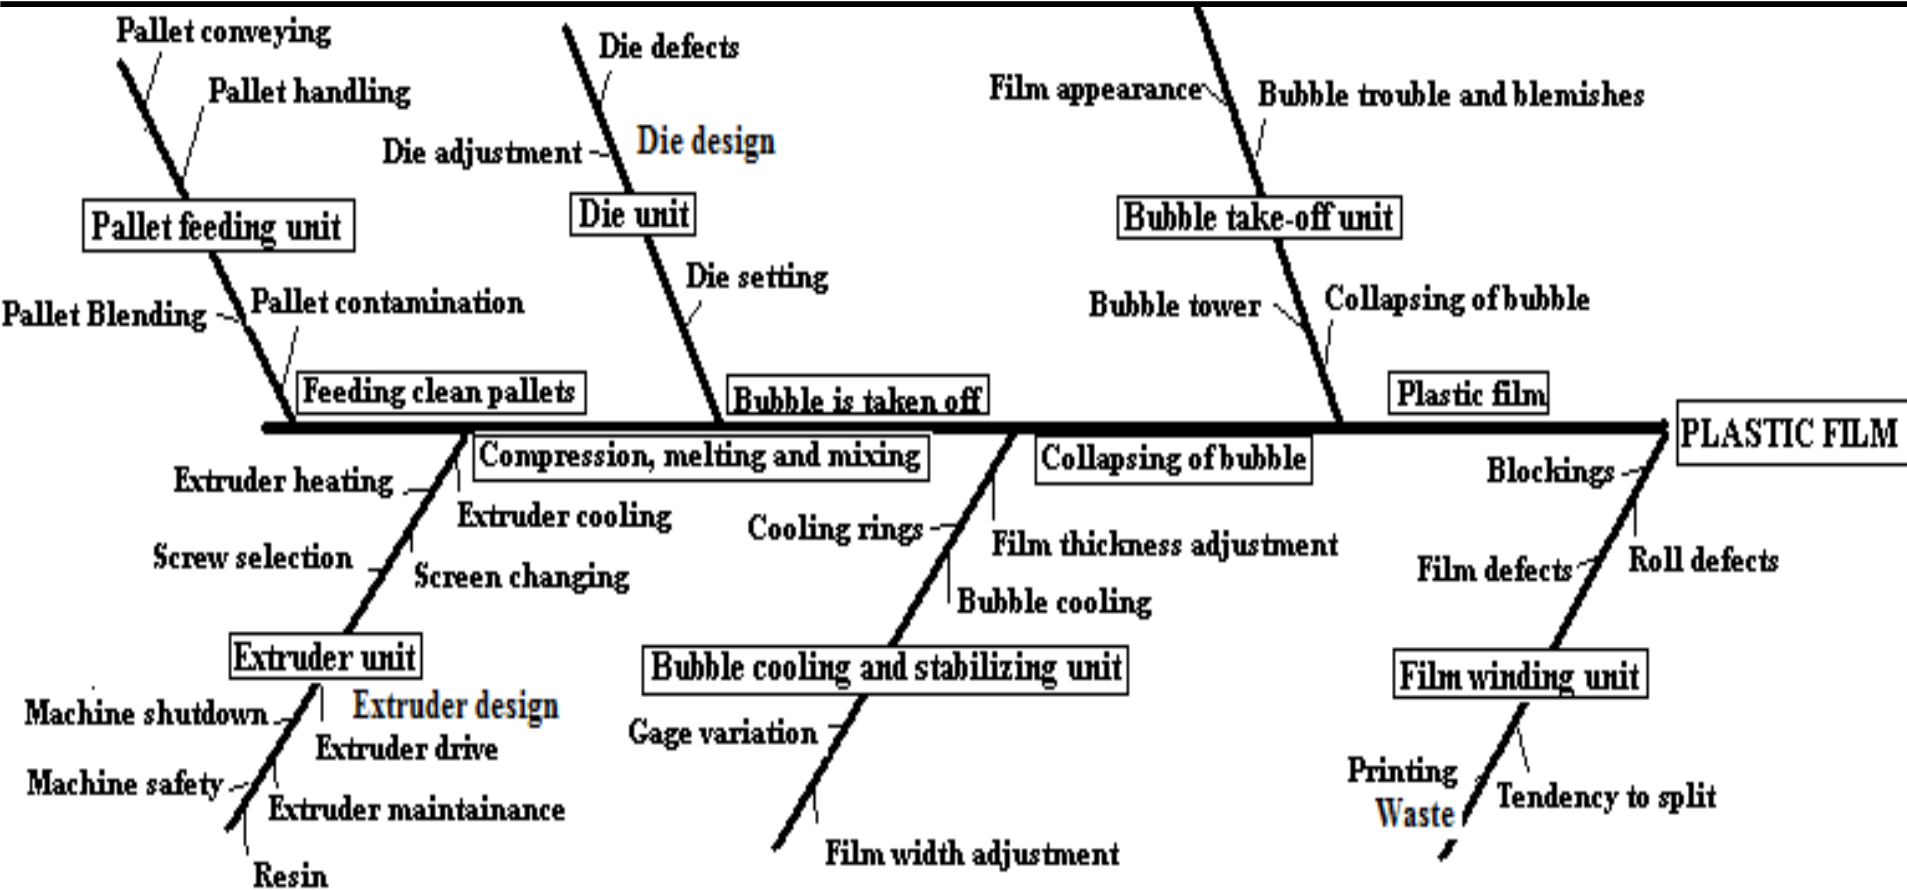 Pallet conveying
Pallet handling
Pallet feeding unit
Pallet Blending
Pallet contamination
Die defects
Die adjustment
Die design
Die unit
Die setting
Film appearance
Bubble trouble and blemishes
Bubble take-off unit
Bubble tower
Collapsing of bubble
Feeding clean pallets
Bubble is taken off
Plastic film
PLASTIC FILM
Compression, melting and mixing
Collapsing of bubble
Extruder heating
Extruder cooling
Screw selection
Screen changing
Extruder unit
Machine shutdown
Extruder design
Extruder drive
Machine safety
Extruder maintainance
Resin
Cooling rings
Film thickness adjustment
Bubble cooling
Bubble cooling and stabilizing unit
Gage variation
Film width adjustment
Blockings
Film defects
Roll defects
Film winding unit
Printing
Waste
Tendency to split